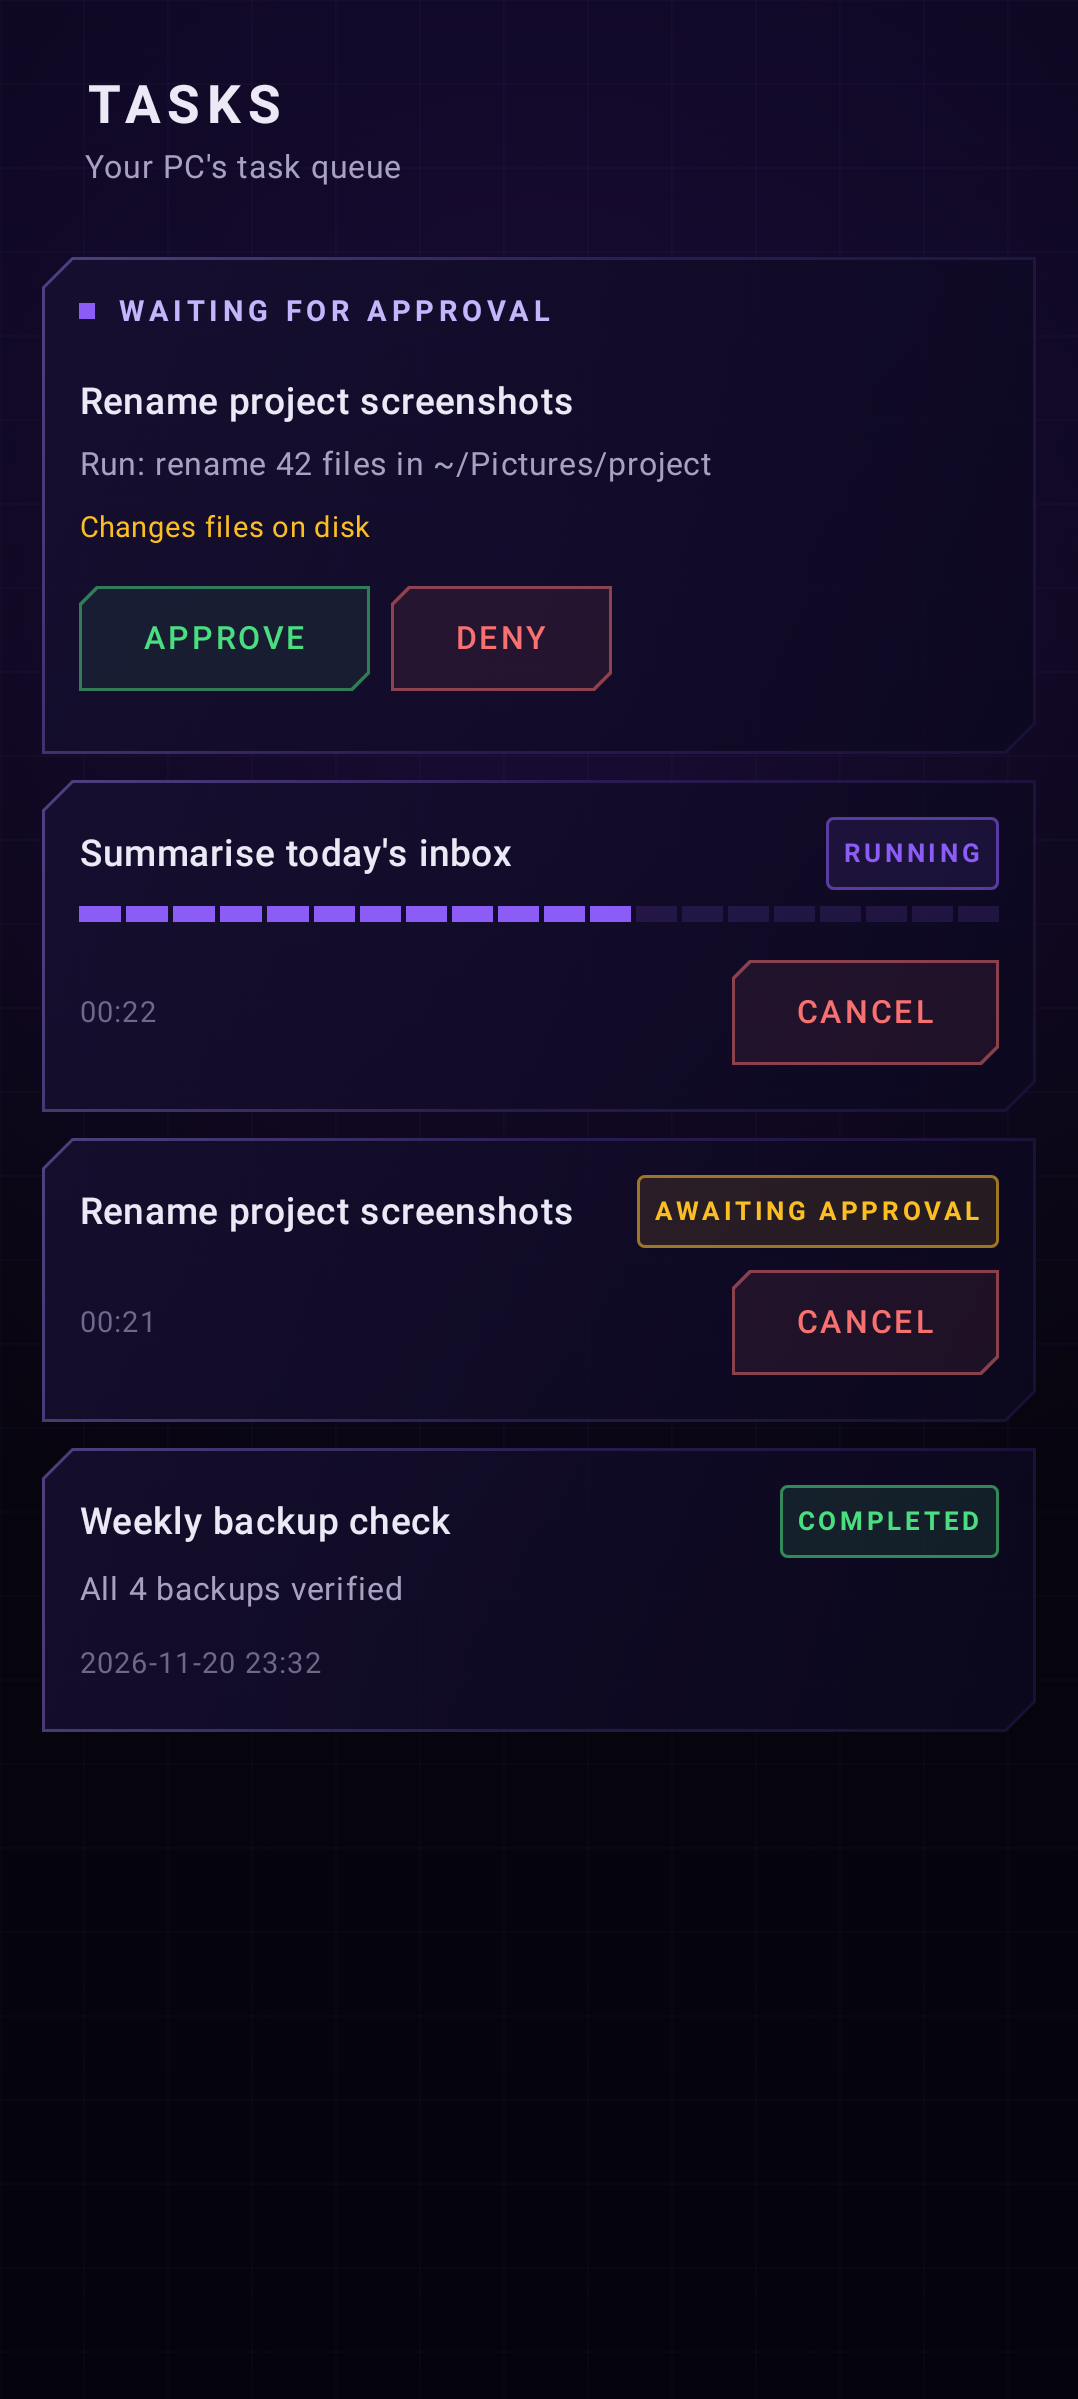 TASKS
Your PC's task queue
WAITING FOR APPROVAL
Rename project screenshots
Run: rename 42 files in ~/Pictures/project
Changes files on disk
APPROVE DENY
Summarise today's inbox RUNNING
00:22 CANCEL
Rename project screenshots AWAITING APPROVAL
00:21 CANCEL
Weekly backup check COMPLETED
All 4 backups verified
2026-11-20 23:32